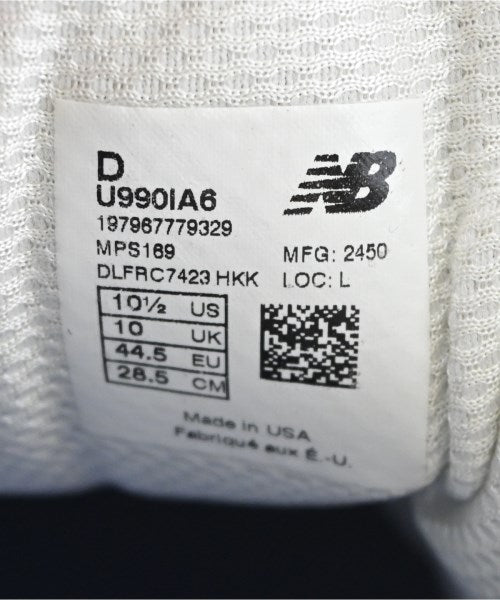 D
U990IA6
197967779329
MPS169
DLFRC7423 HKK
NB
MFG: 2450
LOC: L
10½ US
10 UK
44.5 EU
28.5 CM
Made in USA
Fabriqué aux É.-U.